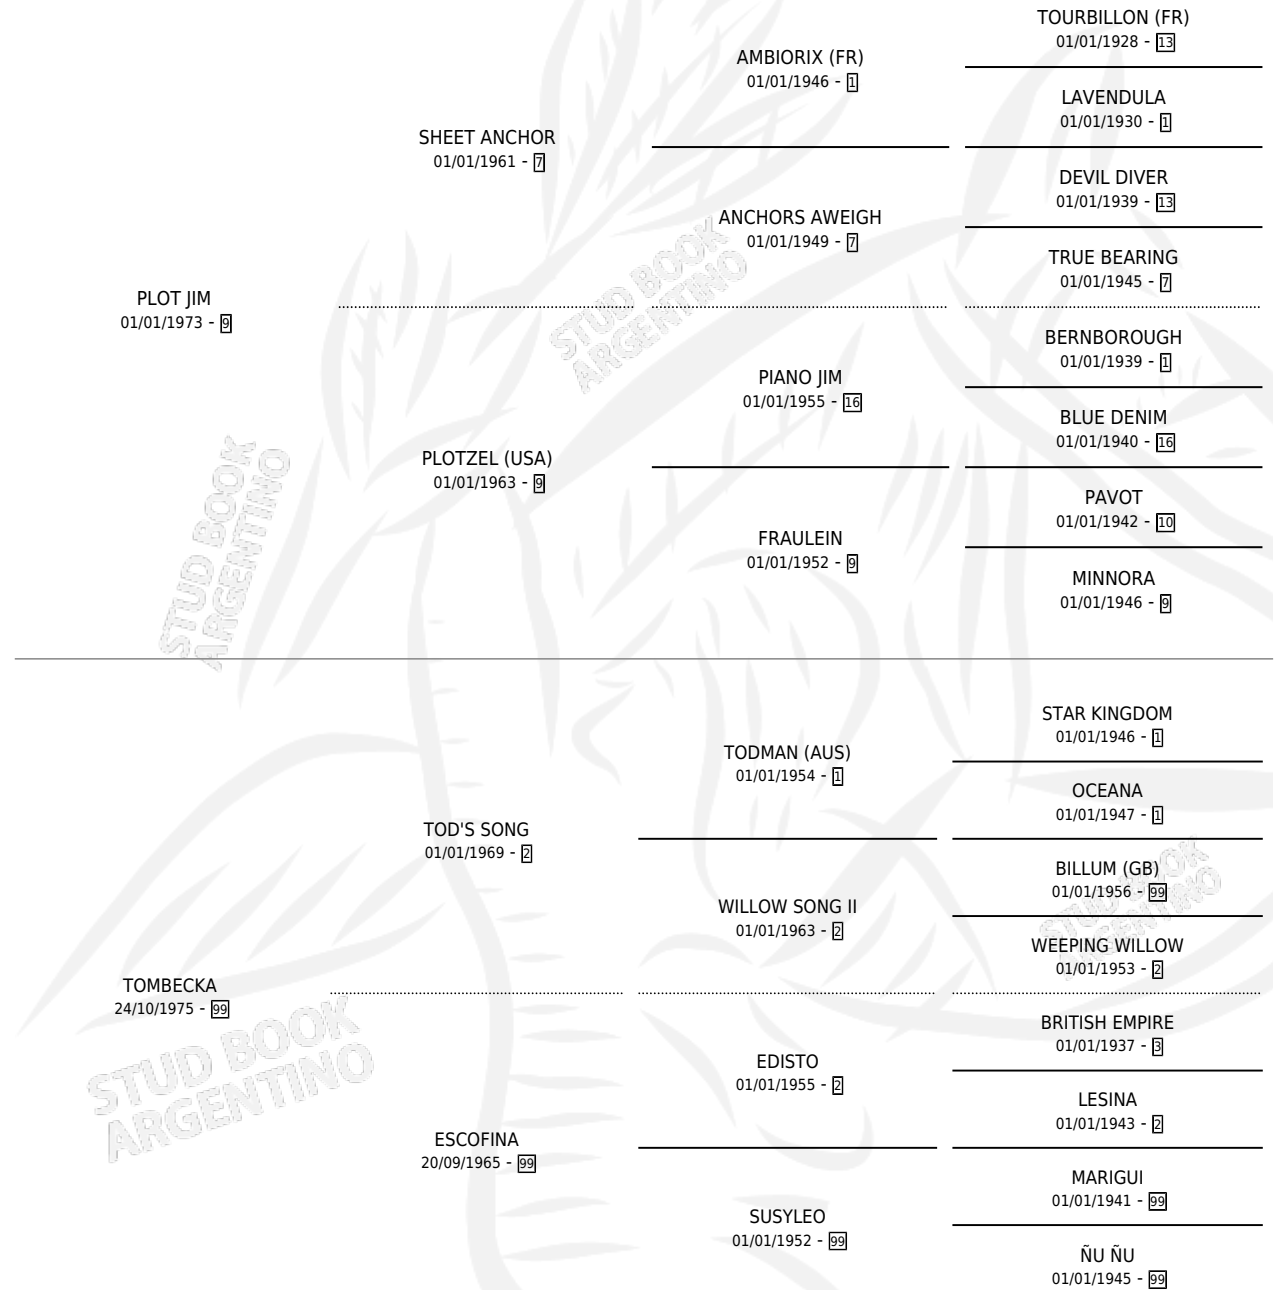 TOURBILLON (FR)
01/01/1928 - 13
AMBIORIX (FR)
01/01/1946 - 1
LAVENDULA
01/01/1930 - 1
SHEET ANCHOR
01/01/1961 - 7
DEVIL DIVER
01/01/1939 - 13
ANCHORS AWEIGH
01/01/1949 - 7
TRUE BEARING
01/01/1945 - 7
STUD BOOK
ARGENTINO
PLOT JIM
01/01/1973 - 9
BERNBOROUGH
01/01/1939 - 1
PIANO JIM
01/01/1955 - 16
BLUE DENIM
01/01/1940 - 16
PLOTZEL (USA)
01/01/1963 - 9
PAVOT
01/01/1942 - 10
FRAULEIN
01/01/1952 - 9
MINNORA
01/01/1946 - 9
STUD BOOK
ARGENTINO
STAR KINGDOM
01/01/1946 - 1
TODMAN (AUS)
01/01/1954 - 1
OCEANA
01/01/1947 - 1
TOD'S SONG
01/01/1969 - 2
BILLUM (GB)
01/01/1956 - 99
WILLOW SONG II
01/01/1963 - 2
WEEPING WILLOW
01/01/1953 - 2
STUD BOOK
ARGENTINO
TOMBECKA
24/10/1975 - 99
BRITISH EMPIRE
01/01/1937 - 3
EDISTO
01/01/1955 - 2
LESINA
01/01/1943 - 2
STUD BOOK
ARGENTINO
ESCOFINA
20/09/1965 - 99
MARIGUI
01/01/1941 - 99
SUSYLEO
01/01/1952 - 99
ÑU ÑU
01/01/1945 - 99